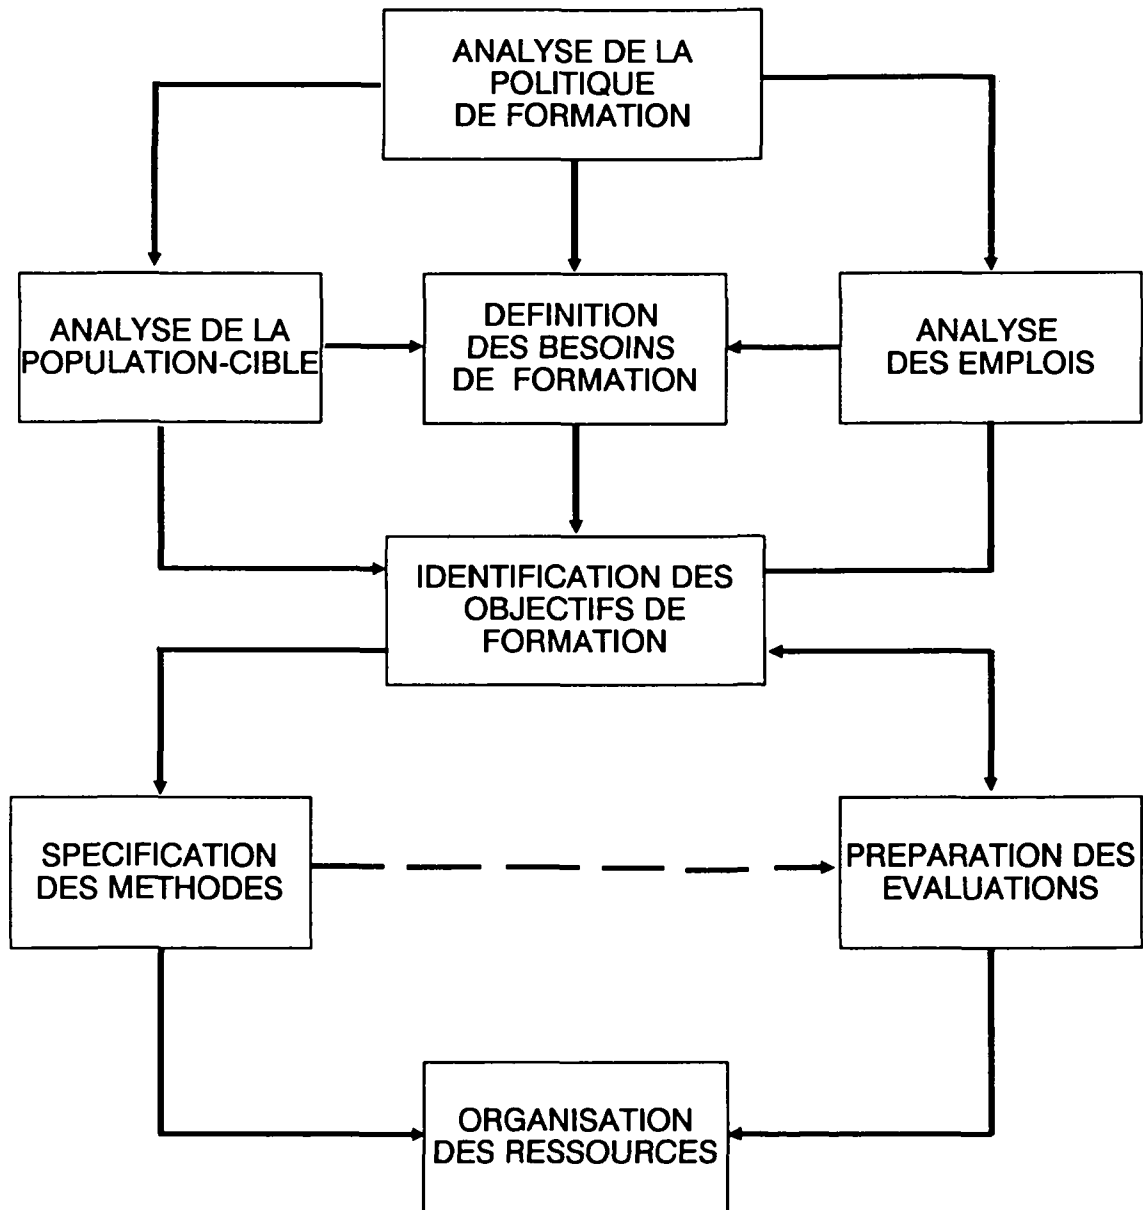 ANALYSE DE LA
POLITIQUE
DE FORMATION
ANALYSE DE LA
POPULATION-CIBLE
DEFINITION
DES BESOINS
DE FORMATION
ANALYSE
DES EMPLOIS
IDENTIFICATION DES
OBJECTIFS DE
FORMATION
SPECIFICATION
DES METHODES
PREPARATION DES
EVALUATIONS
ORGANISATION
DES RESSOURCES